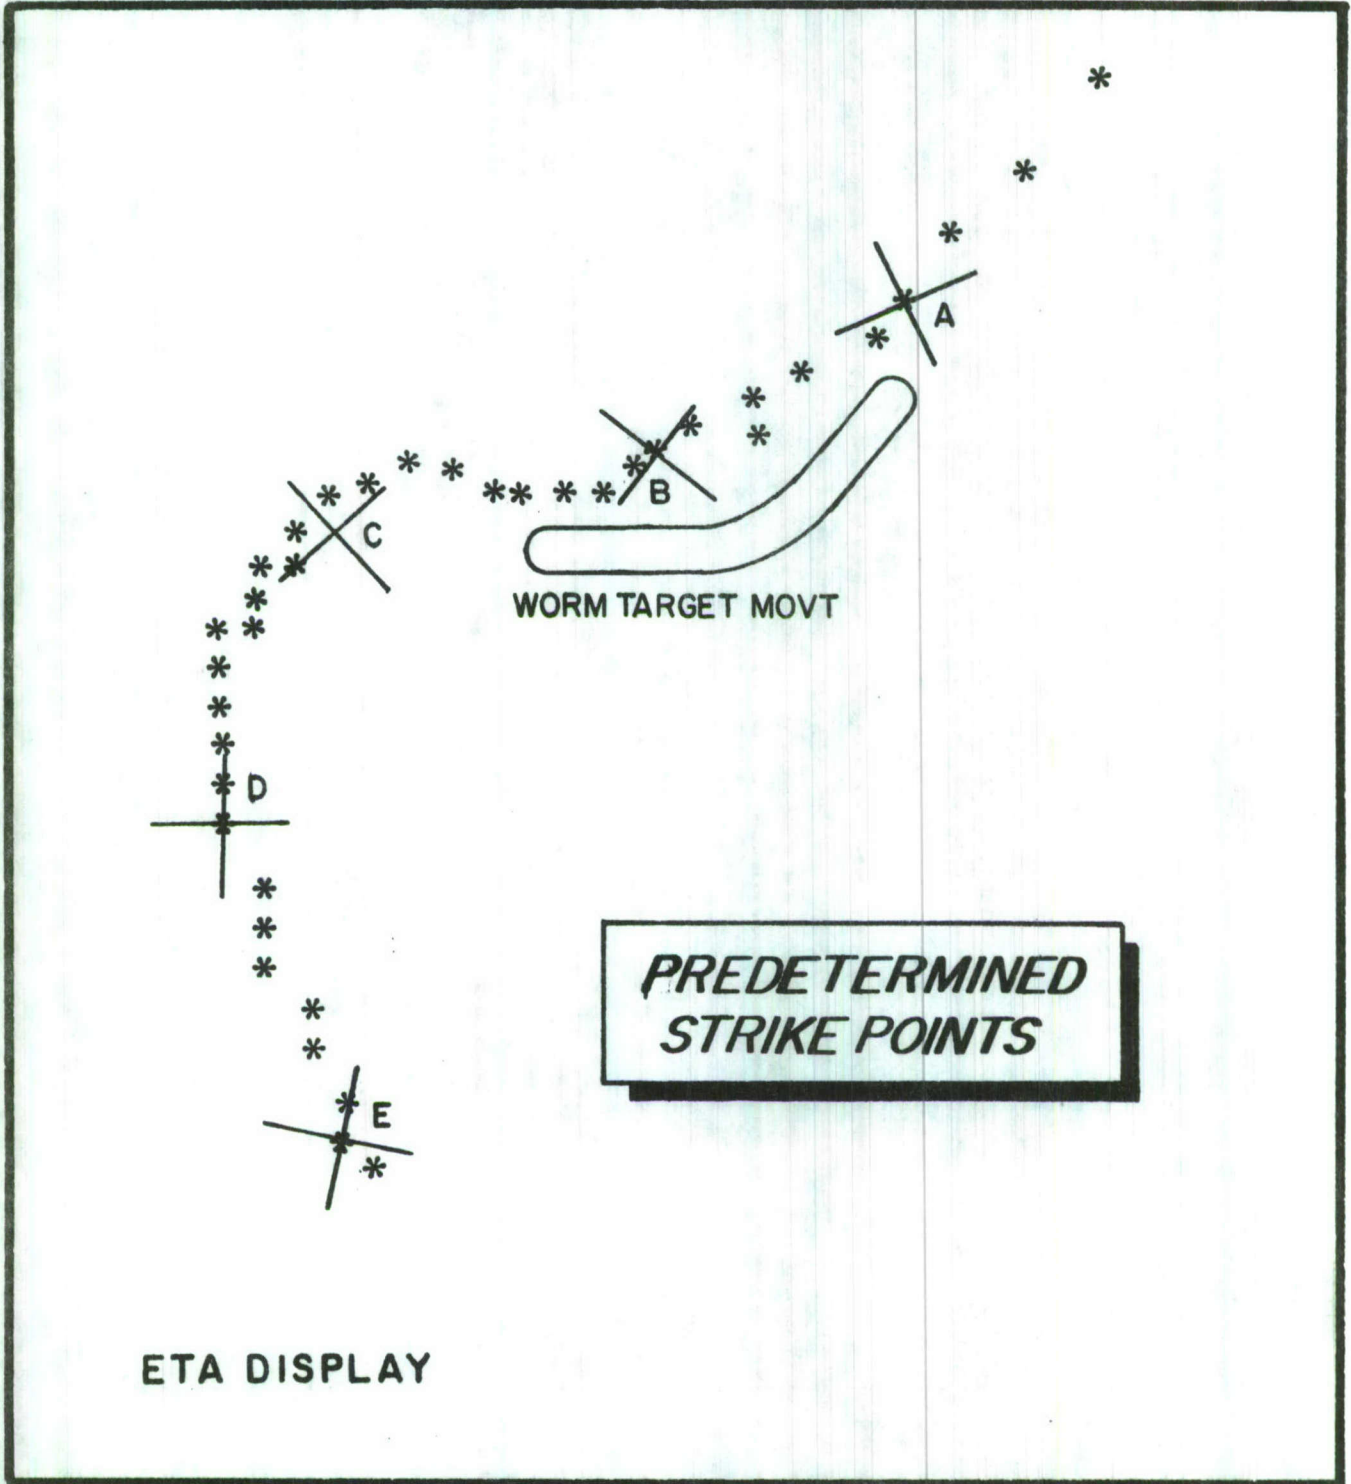 A
B
C
WORM TARGET MOVT
D
PREDETERMINED
STRIKE POINTS
E
ETA DISPLAY